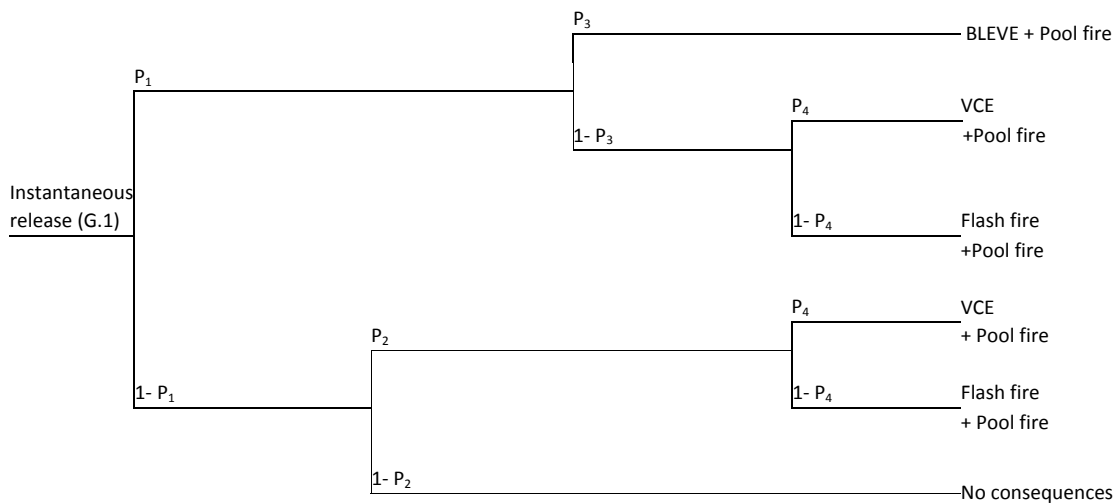 P₃
BLEVE + Pool fire
P₁
P₄
VCE
1- P₃
+Pool fire
Instantaneous
release (G.1)
1- P₄
Flash fire
+Pool fire
P₄
VCE
P₂
+ Pool fire
1- P₁
1- P₄
Flash fire
+ Pool fire
1- P₂
No consequences